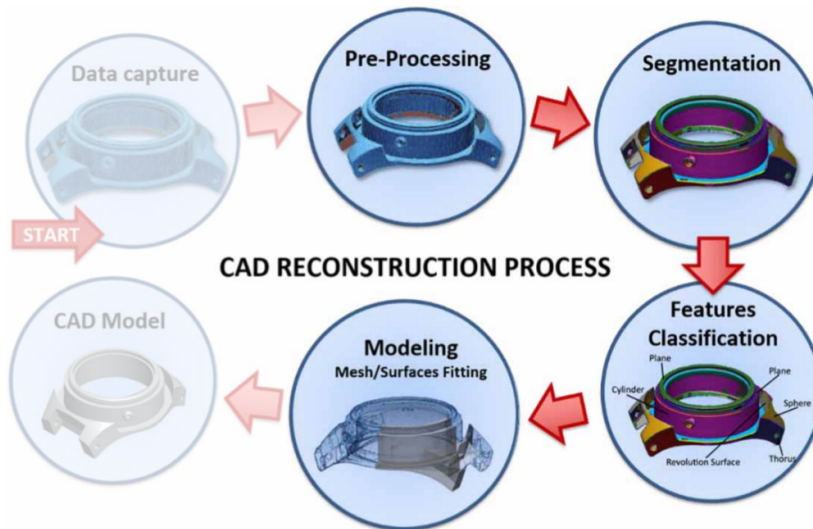 Data capture
Pre-Processing
Segmentation
START
CAD RECONSTRUCTION PROCESS
Features
Classification
Plane
Plane
Cylinder
Sphere
Revolution Surface
Thorus
Modeling
Mesh/Surfaces Fitting
CAD Model